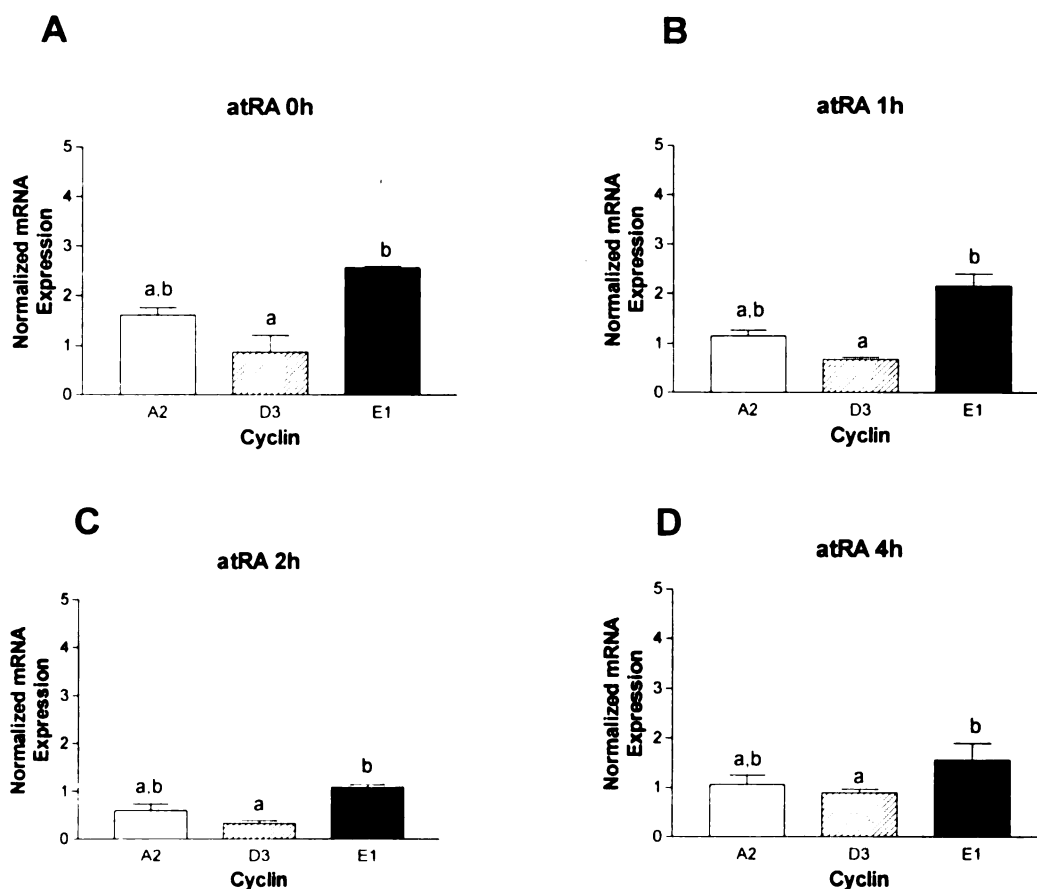 A
atRA 0h
Normalized mRNA
Expression
5
4
3
2
1
0
a,b
a
b
A2
D3
E1
Cyclin
B
atRA 1h
Normalized mRNA
Expression
5
4
3
2
1
0
a,b
a
b
A2
D3
E1
Cyclin
C
atRA 2h
Normalized mRNA
Expression
5
4
3
2
1
0
a,b
a
b
A2
D3
E1
Cyclin
D
atRA 4h
Normalized mRNA
Expression
5
4
3
2
1
0
a,b
a
b
A2
D3
E1
Cyclin